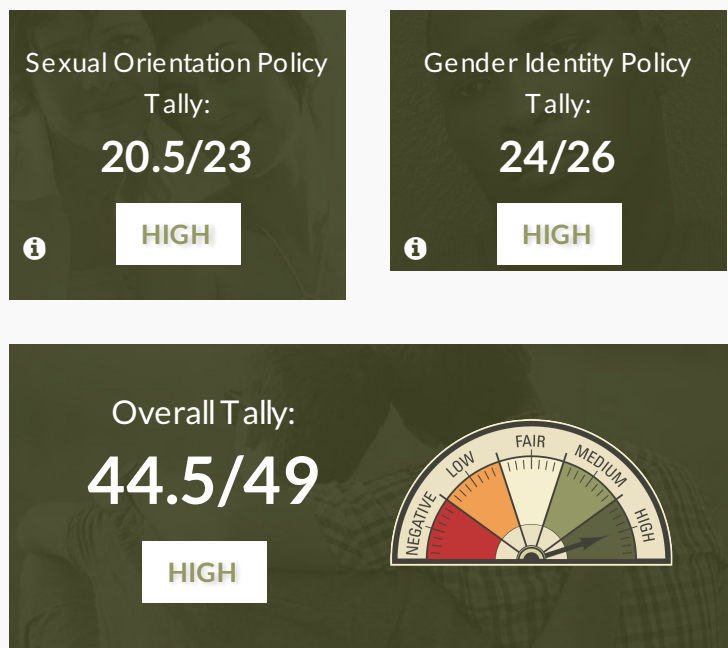 Sexual Orientation Policy
Tally:
20.5/23
HIGH
Gender Identity Policy
Tally:
24/26
HIGH
Overall Tally:
44.5/49
HIGH
NEGATIVE
LOW
FAIR
MEDIUM
HIGH